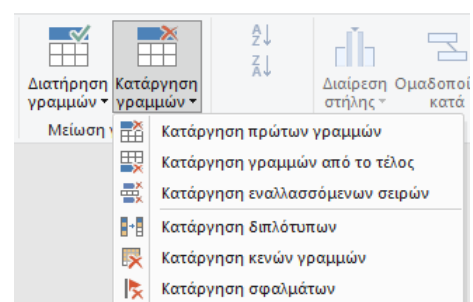 Διατήρηση Κατάργηση
γραμμών γραμμών
Διαίρεση
στήλης κατά
Μείωση
Κατάργηση πρώτων γραμμών
Κατάργηση γραμμών από το τέλος
Κατάργηση εναλλασσόμενων σειρών
Κατάργηση διπλότυπων
Κατάργηση κενών γραμμών
Κατάργηση σφαλμάτων